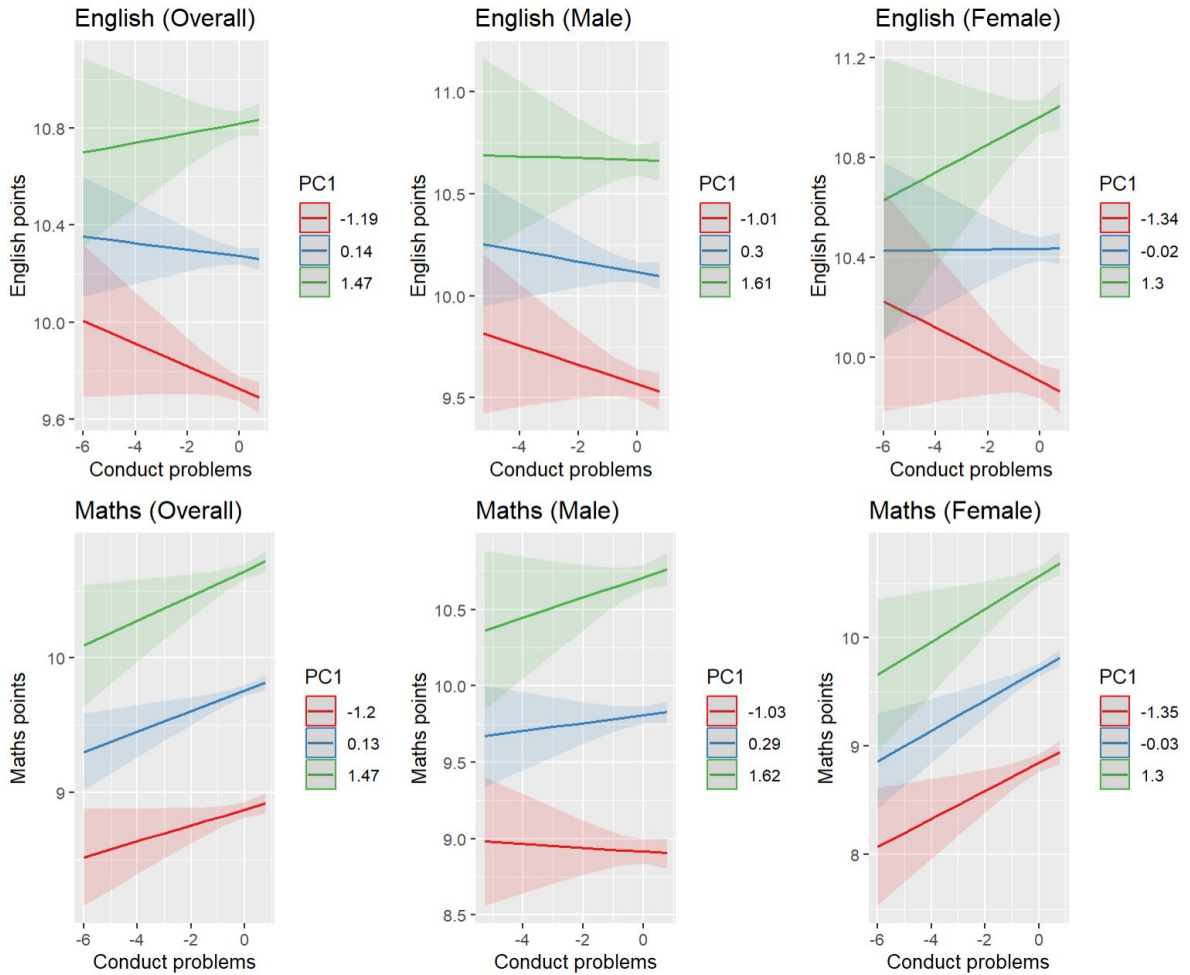 English (Overall)
English points
10.8
10.4
10.0
9.6
-6 -4 -2 0
Conduct problems
PC1
-1.19
0.14
1.47
English (Male)
English points
11.0
10.5
10.0
9.5
-4 -2 0
Conduct problems
PC1
-1.01
0.3
1.61
English (Female)
English points
11.2
10.8
10.4
10.0
-6 -4 -2 0
Conduct problems
PC1
-1.34
-0.02
1.3
Maths (Overall)
Maths points
10
9
-6 -4 -2 0
Conduct problems
PC1
-1.2
0.13
1.47
Maths (Male)
Maths points
10.5
10.0
9.5
9.0
8.5
-4 -2 0
Conduct problems
PC1
-1.03
0.29
1.62
Maths (Female)
Maths points
10
9
8
-6 -4 -2 0
Conduct problems
PC1
-1.35
-0.03
1.3